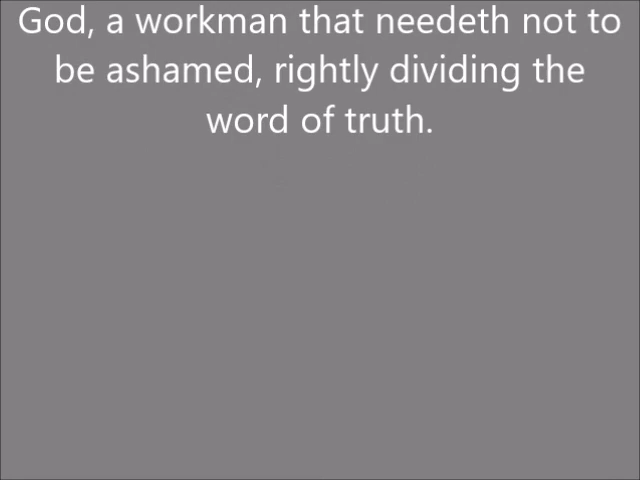 God, a workman that needeth not to
be ashamed, rightly dividing the
word of truth.